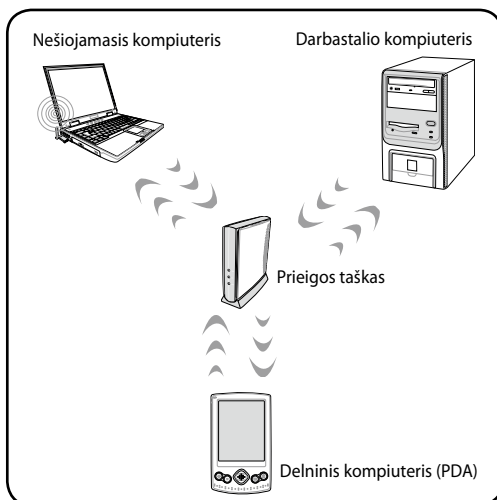 Nešiojamasis kompiuteris
Darbastalio kompiuteris
Prieigos taškas
Delninis kompiuteris (PDA)